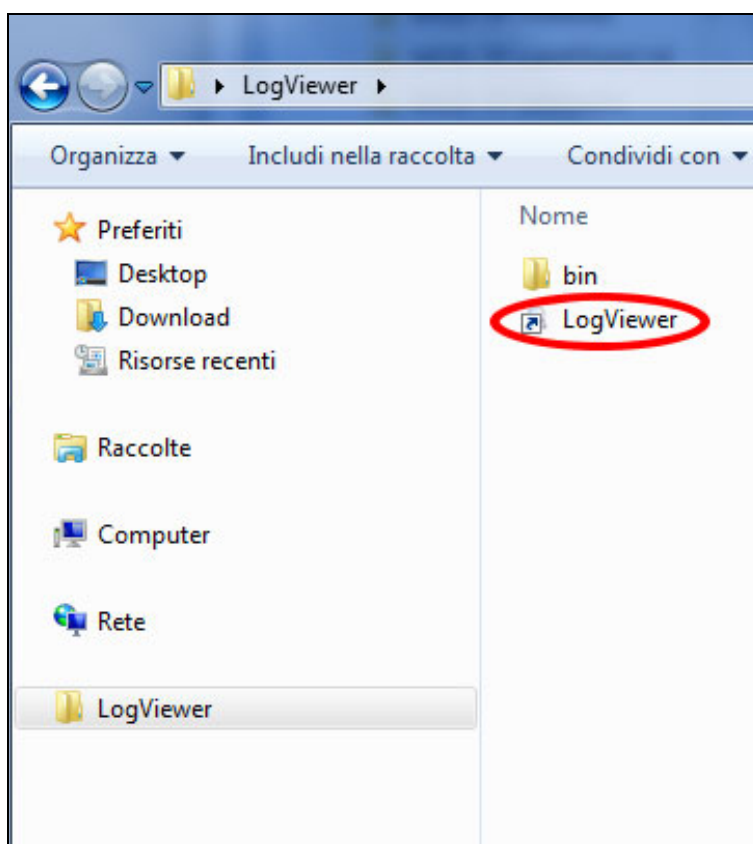 LogViewer
Organizza Includi nella raccolta Condividi con
Preferiti
Desktop
Download
Risorse recenti
Raccolte
Computer
Rete
LogViewer
Nome
bin
LogViewer